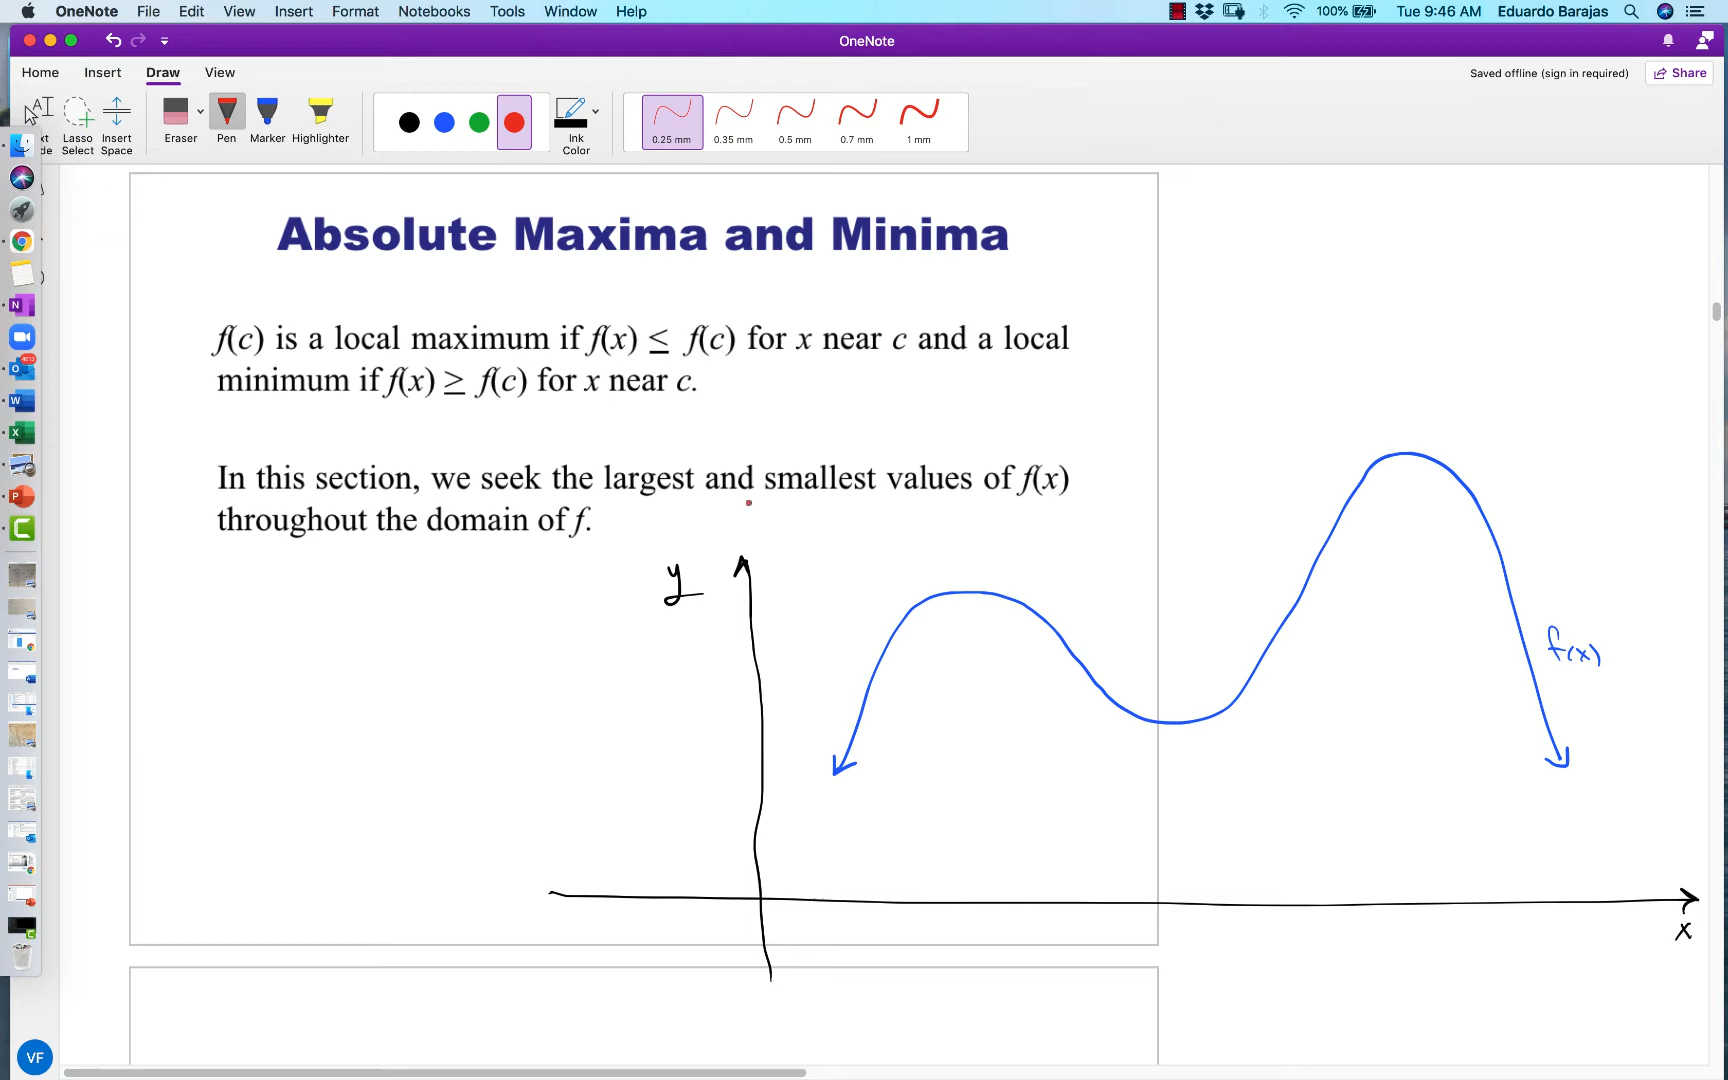 OneNote File Edit View Insert Format Notebooks Tools Window Help 100% Tue 9:46 AM Eduardo Barajas
OneNote
Home Insert Draw View Saved offline (sign in required) Share
Lasso Select Insert Space Eraser Pen Marker Highlighter Ink Color 0.25 mm 0.35 mm 0.5 mm 0.7 mm 1 mm
Absolute Maxima and Minima
f(c) is a local maximum if f(x) ≤ f(c) for x near c and a local
minimum if f(x) ≥ f(c) for x near c.
In this section, we seek the largest and smallest values of f(x)
throughout the domain of f.
y
f(x)
x
VF